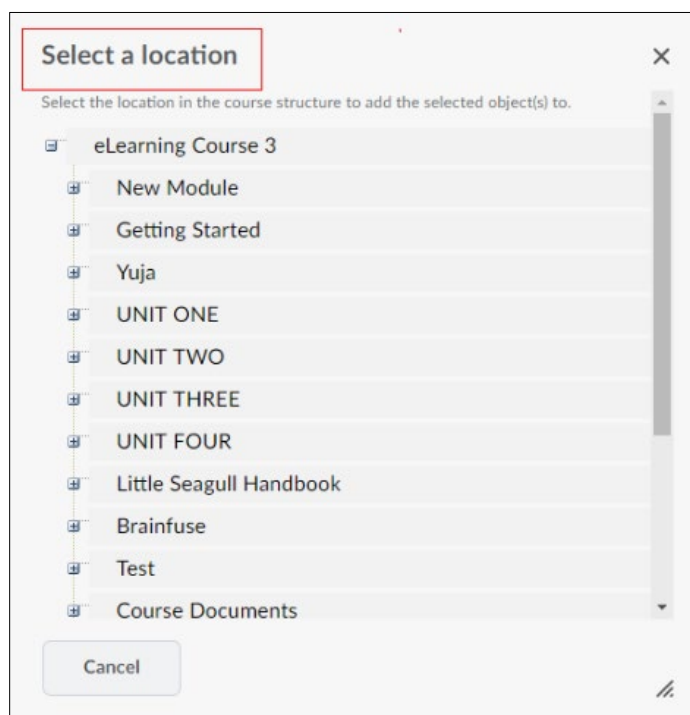 Select a location
Select the location in the course structure to add the selected object(s) to.
eLearning Course 3
New Module
Getting Started
Yuja
UNIT ONE
UNIT TWO
UNIT THREE
UNIT FOUR
Little Seagull Handbook
Brainfuse
Test
Course Documents
Cancel